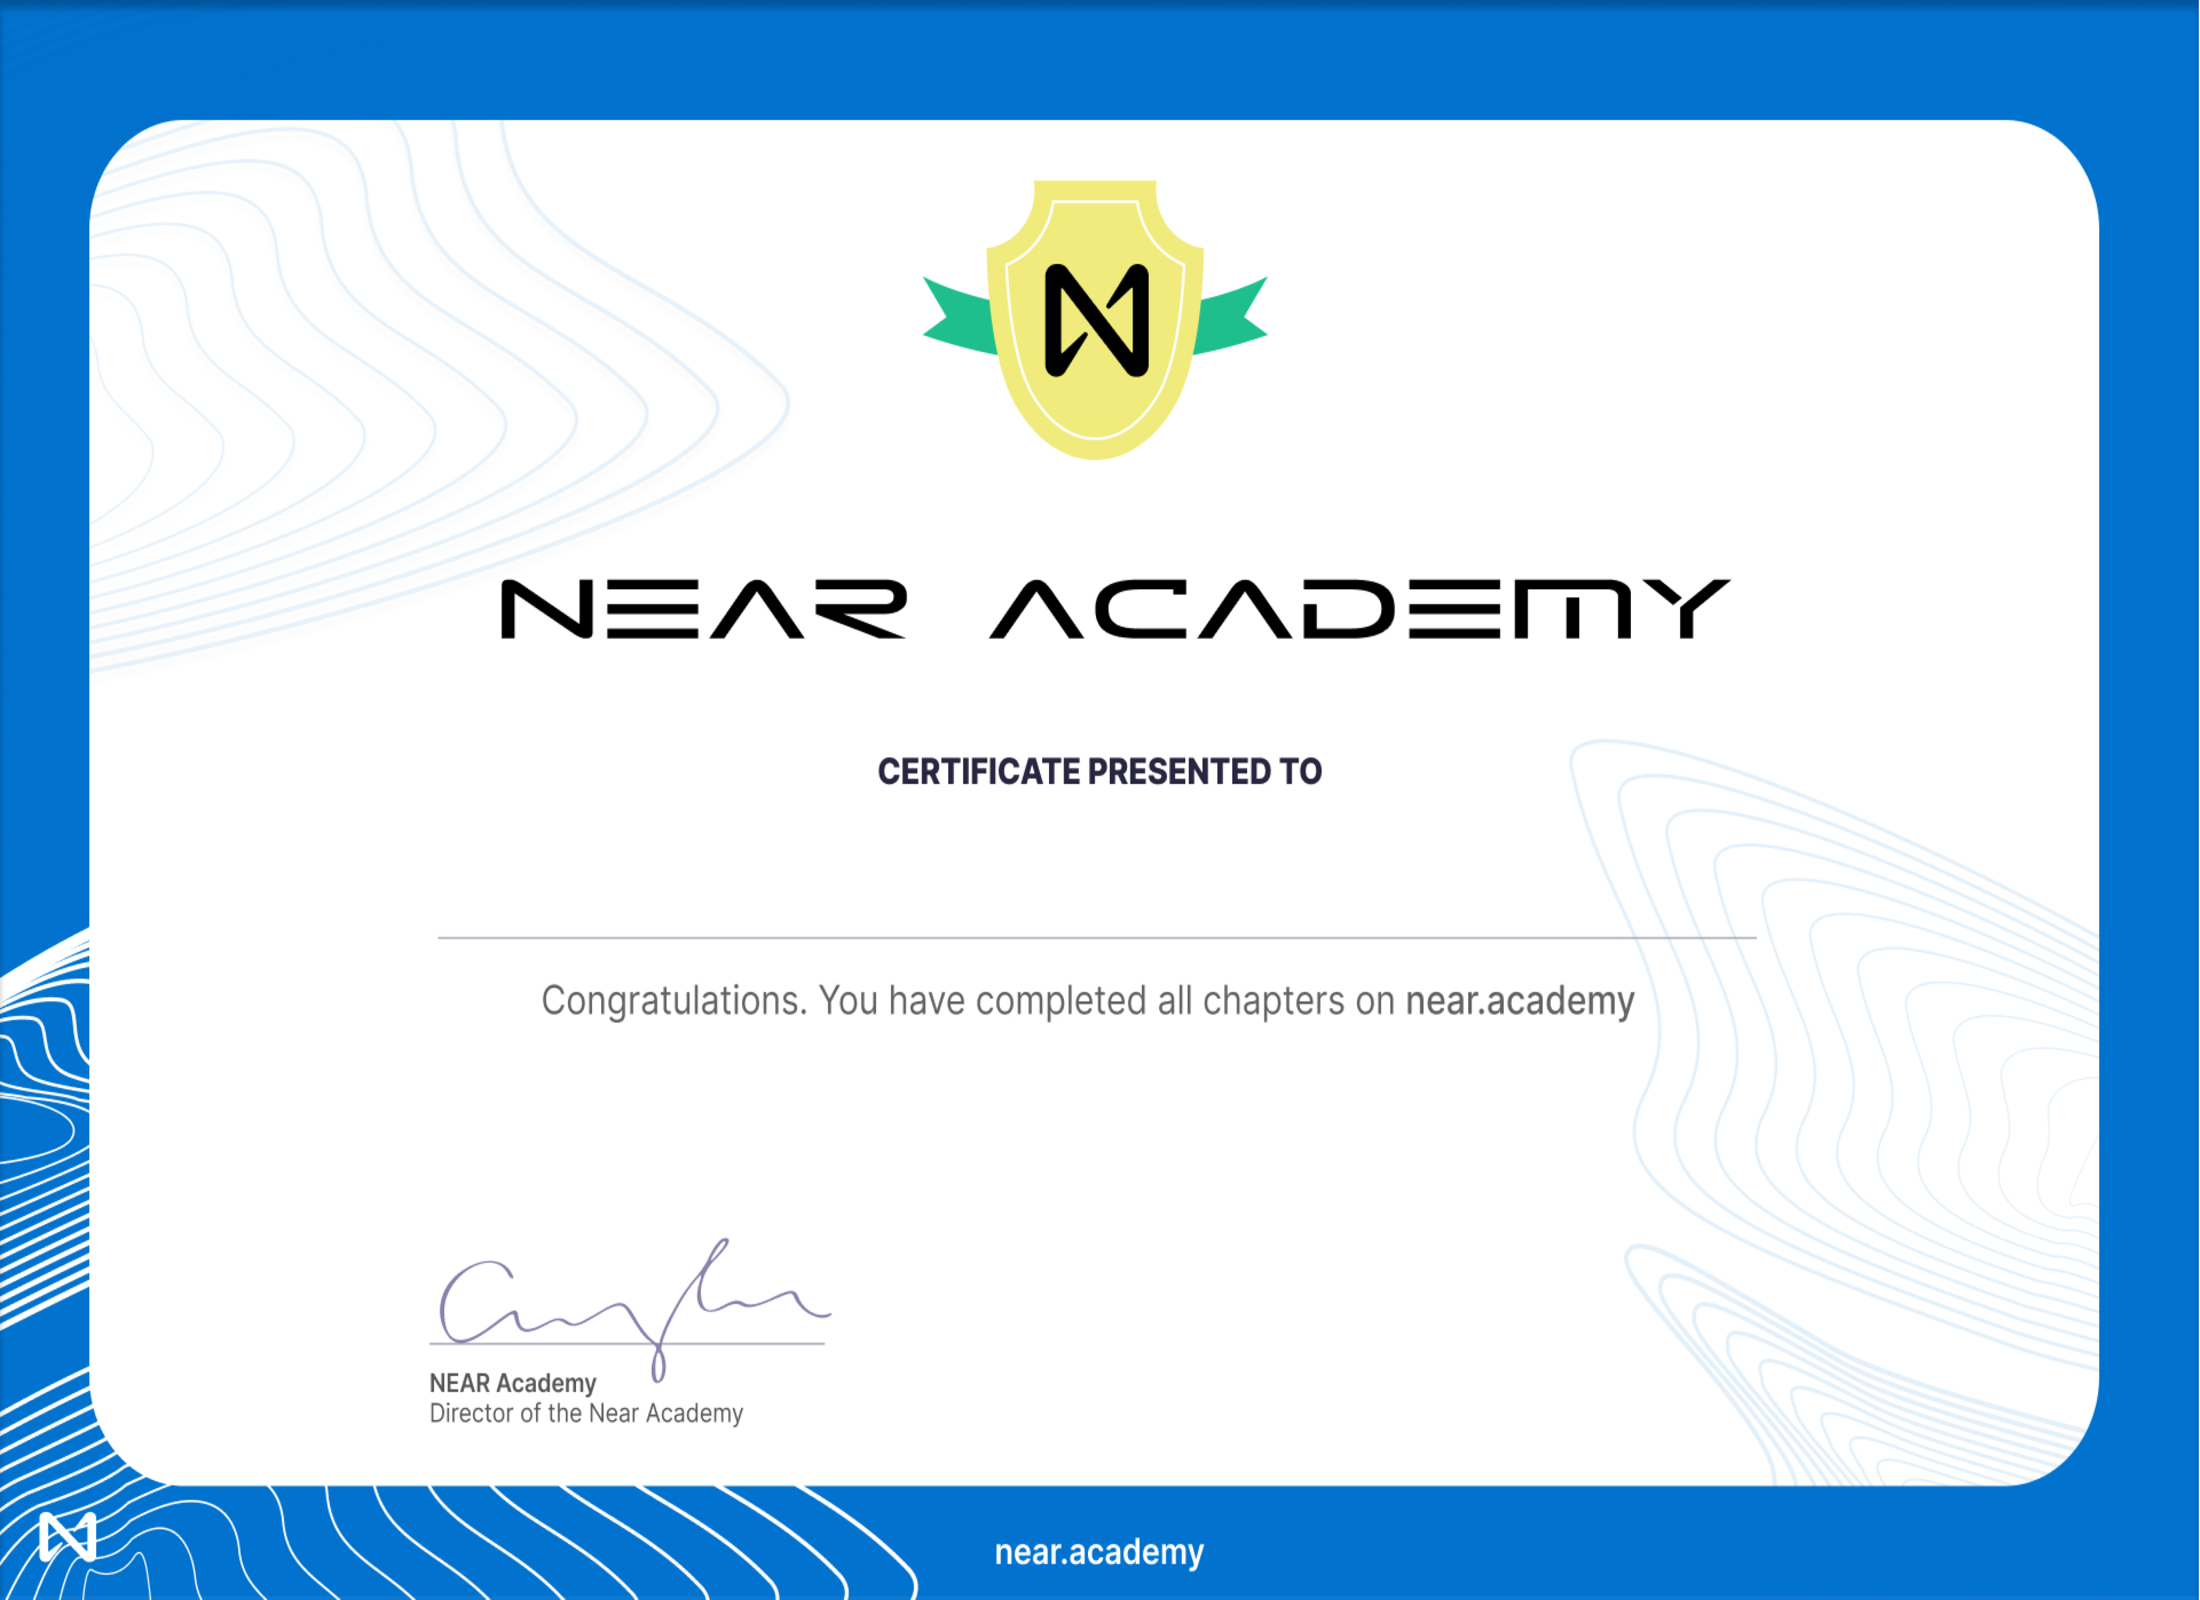 NEAR ACADEMY
CERTIFICATE PRESENTED TO
Congratulations. You have completed all chapters on near.academy
NEAR Academy
Director of the Near Academy
near.academy